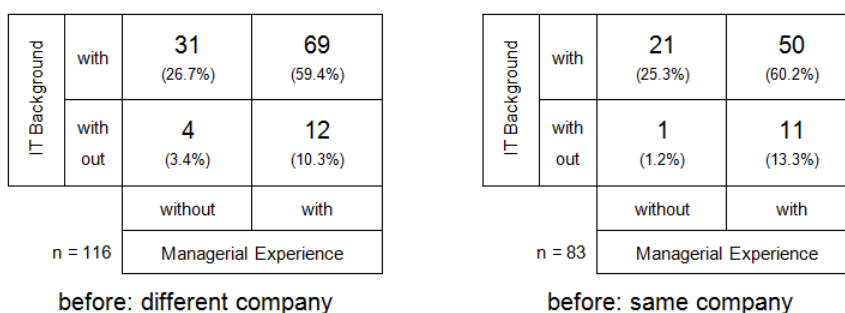 IT Background
with
31
69
(26.7%)
(59.4%)
with
out
4
12
(3.4%)
(10.3%)
without
with
n = 116
Managerial Experience
before: different company
IT Background
with
21
50
(25.3%)
(60.2%)
with
out
1
11
(1.2%)
(13.3%)
without
with
n = 83
Managerial Experience
before: same company